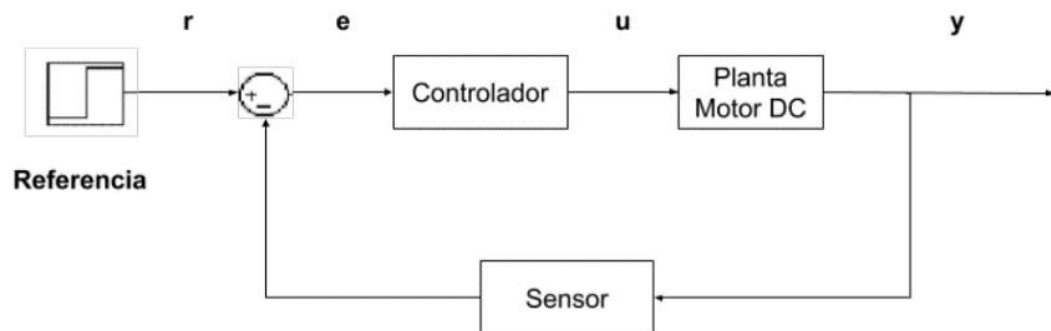 r
e
u
y
+
−
Controlador
Planta
Motor DC
Referencia
Sensor